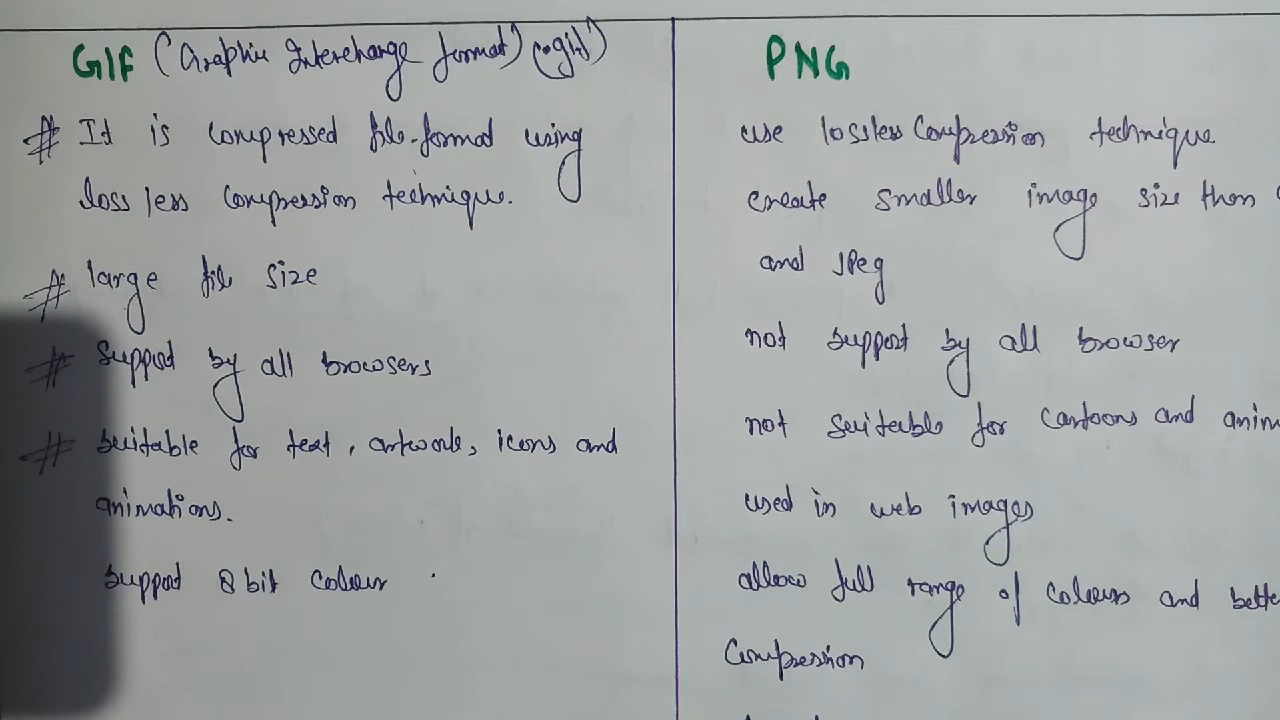 GIF (Graphic Interchange format) (.gif)
# It is compressed file-format using
loss less compression technique.
# large file size
# support by all browsers
# suitable for text, artwork, icons and
animations.
support 8 bit colour
PNG
use lossless Compression technique.
create smaller image size than
and JPeg
not support by all browser
not suitable for cartoons and anim
used in web images
allow full range of colours and bette
Compression